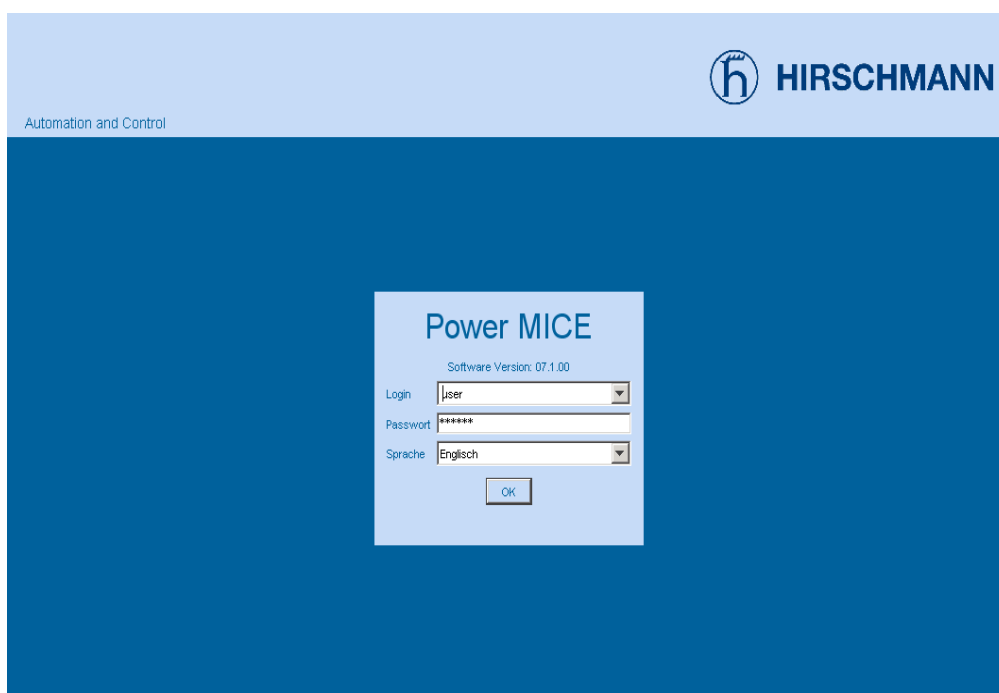 HIRSCHMANN
Automation and Control
Power MICE
Software Version: 07.1.00
Login user
Passwort ******
Sprache Englisch
OK